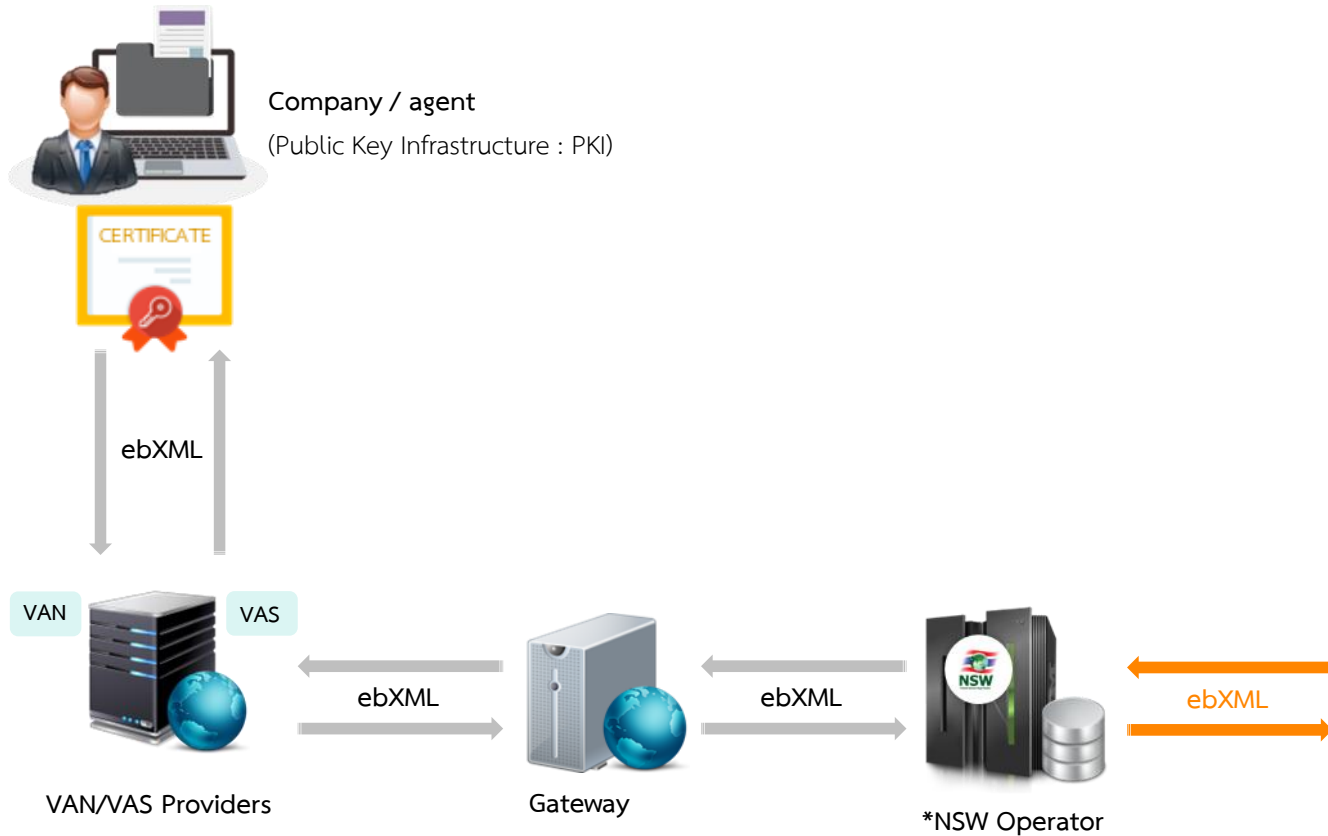 Company / agent
(Public Key Infrastructure : PKI)
CERTIFICATE
ebXML
VAN
VAS
ebXML
ebXML
NSW
ebXML
VAN/VAS Providers
Gateway
*NSW Operator